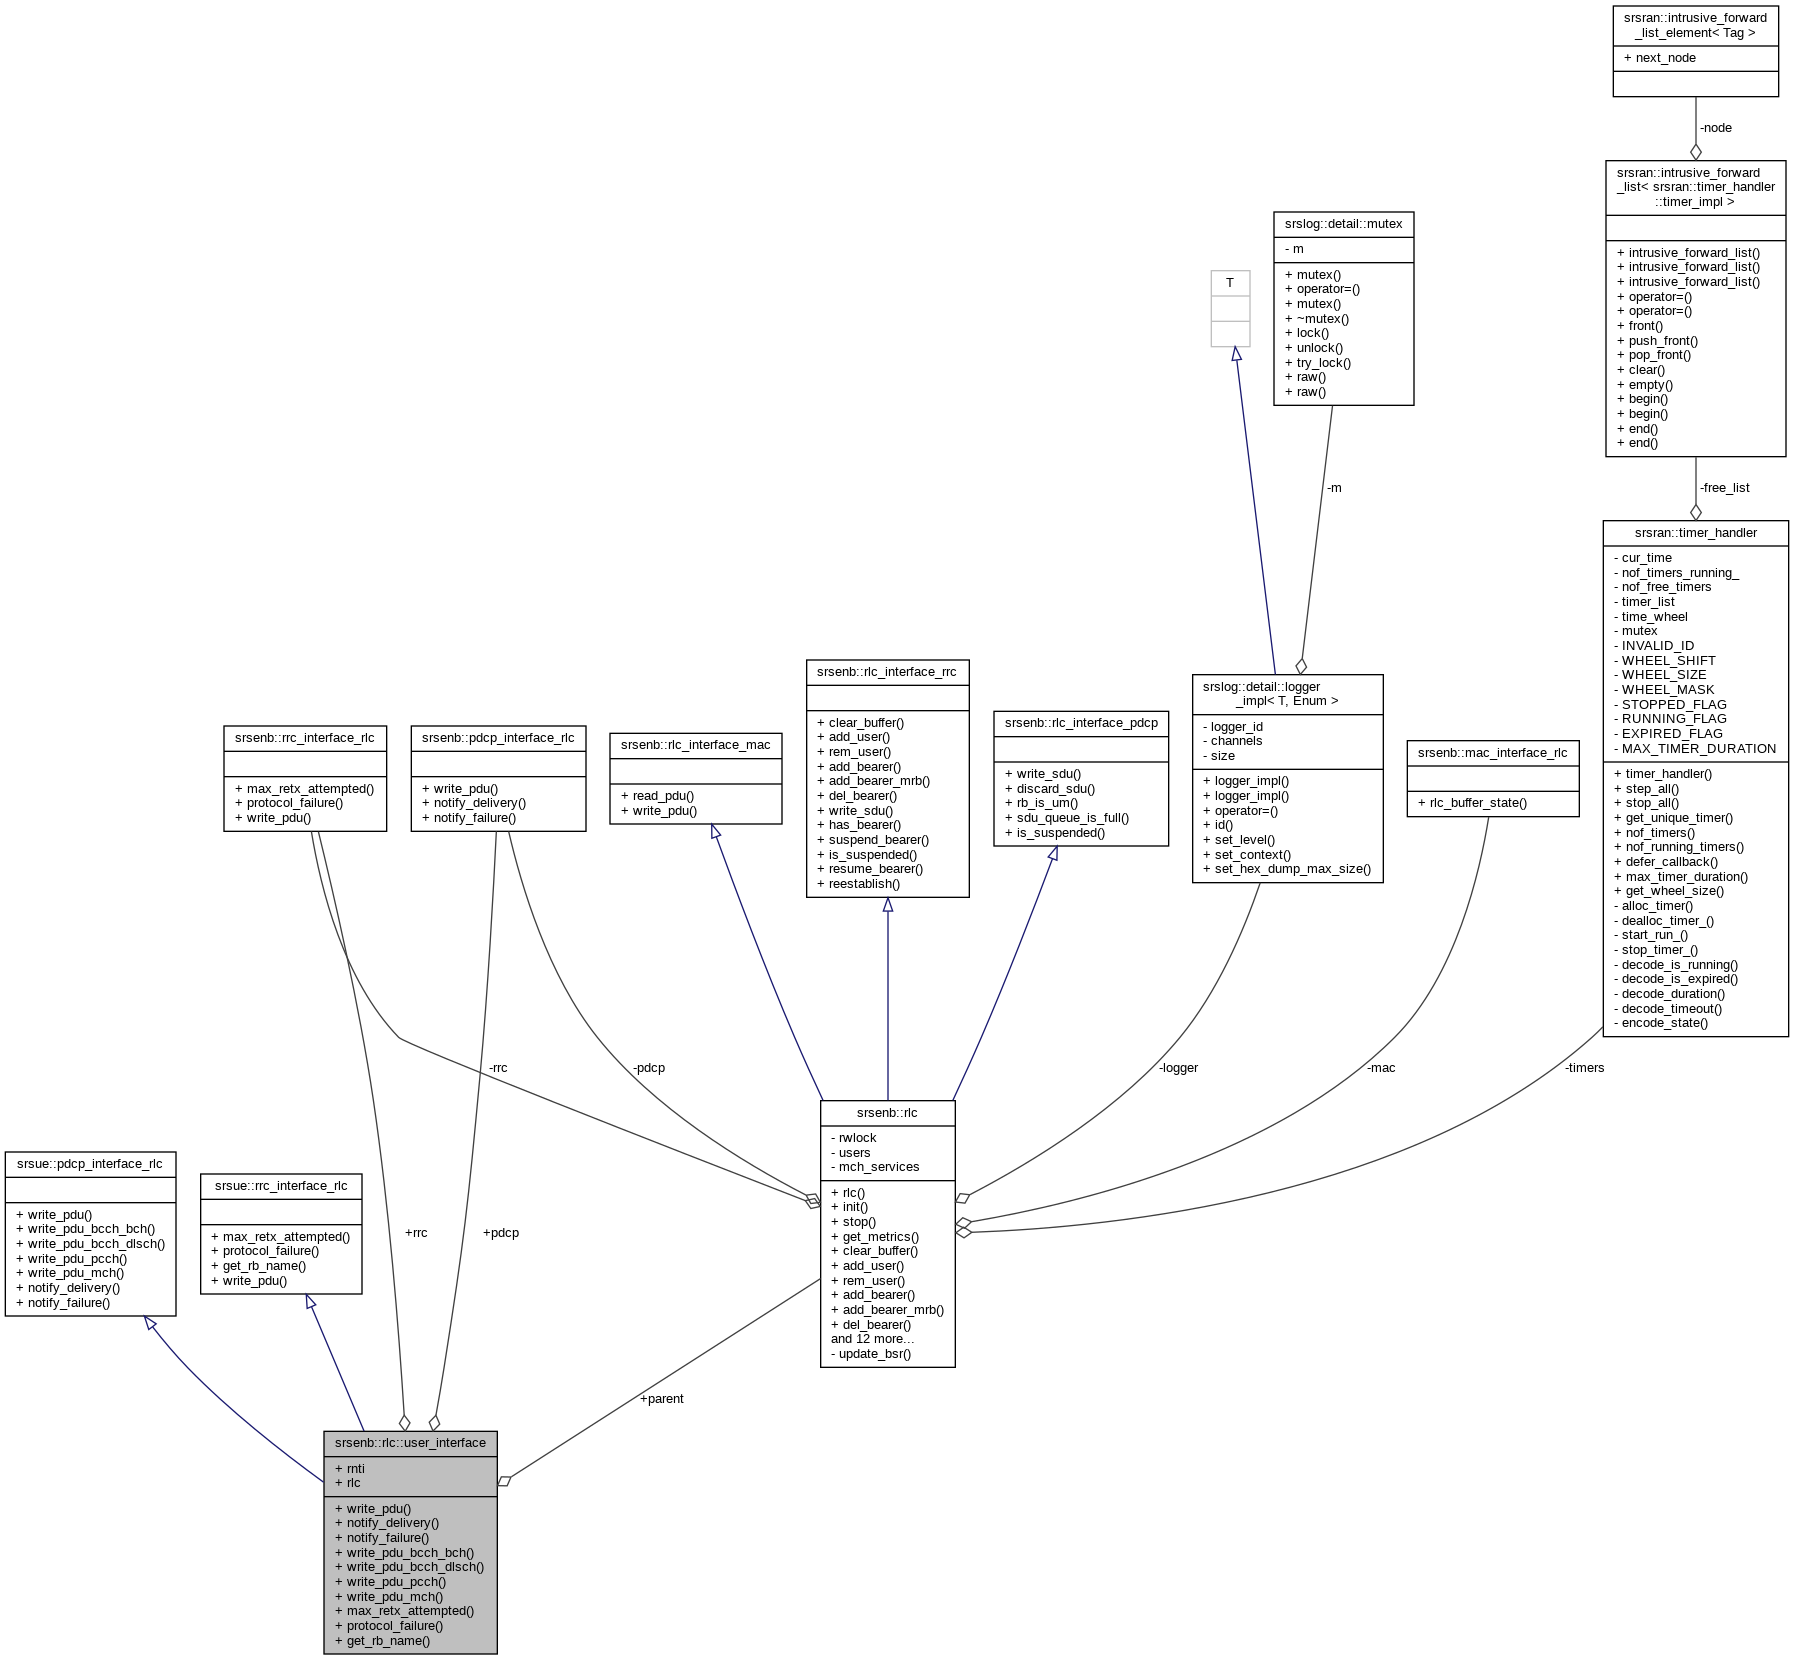 srsran::intrusive_forward
_list_element< Tag >
+ next_node
-node
srsran::intrusive_forward
_list< srsran::timer_handler
::timer_impl >
+ intrusive_forward_list()
+ intrusive_forward_list()
+ intrusive_forward_list()
+ operator=()
+ operator=()
+ front()
+ push_front()
+ pop_front()
+ clear()
+ empty()
+ begin()
+ begin()
+ end()
+ end()
-free_list
srslog::detail::mutex
- m
+ mutex()
+ operator=()
+ mutex()
+ ~mutex()
+ lock()
+ unlock()
+ try_lock()
+ raw()
+ raw()
T
-m
srsran::timer_handler
- cur_time
- nof_timers_running_
- nof_free_timers
- timer_list
- time_wheel
- mutex
- INVALID_ID
- WHEEL_SHIFT
- WHEEL_SIZE
- WHEEL_MASK
- STOPPED_FLAG
- RUNNING_FLAG
- EXPIRED_FLAG
- MAX_TIMER_DURATION
+ timer_handler()
+ step_all()
+ stop_all()
+ get_unique_timer()
+ nof_timers()
+ nof_running_timers()
+ defer_callback()
+ max_timer_duration()
+ get_wheel_size()
- alloc_timer()
- dealloc_timer_()
- start_run_()
- stop_timer_()
- decode_is_running()
- decode_is_expired()
- decode_duration()
- decode_timeout()
- encode_state()
srsenb::rrc_interface_rlc
+ max_retx_attempted()
+ protocol_failure()
+ write_pdu()
srsenb::pdcp_interface_rlc
+ write_pdu()
+ notify_delivery()
+ notify_failure()
srsenb::rlc_interface_mac
+ read_pdu()
+ write_pdu()
srsenb::rlc_interface_rrc
+ clear_buffer()
+ add_user()
+ rem_user()
+ add_bearer()
+ add_bearer_mrb()
+ del_bearer()
+ write_sdu()
+ has_bearer()
+ suspend_bearer()
+ is_suspended()
+ resume_bearer()
+ reestablish()
srsenb::rlc_interface_pdcp
+ write_sdu()
+ discard_sdu()
+ rb_is_um()
+ sdu_queue_is_full()
+ is_suspended()
srslog::detail::logger
_impl< T, Enum >
- logger_id
- channels
- size
+ logger_impl()
+ logger_impl()
+ operator=()
+ id()
+ set_level()
+ set_context()
+ set_hex_dump_max_size()
srsenb::mac_interface_rlc
+ rlc_buffer_state()
-rrc
-pdcp
-logger
-mac
-timers
srsenb::rlc
- rwlock
- users
- mch_services
+ rlc()
+ init()
+ stop()
+ get_metrics()
+ clear_buffer()
+ add_user()
+ rem_user()
+ add_bearer()
+ add_bearer_mrb()
+ del_bearer()
and 12 more...
- update_bsr()
srsue::pdcp_interface_rlc
+ write_pdu()
+ write_pdu_bcch_bch()
+ write_pdu_bcch_dlsch()
+ write_pdu_pcch()
+ write_pdu_mch()
+ notify_delivery()
+ notify_failure()
srsue::rrc_interface_rlc
+ max_retx_attempted()
+ protocol_failure()
+ get_rb_name()
+ write_pdu()
+rrc
+pdcp
+parent
srsenb::rlc::user_interface
+ rnti
+ rlc
+ write_pdu()
+ notify_delivery()
+ notify_failure()
+ write_pdu_bcch_bch()
+ write_pdu_bcch_dlsch()
+ write_pdu_pcch()
+ write_pdu_mch()
+ max_retx_attempted()
+ protocol_failure()
+ get_rb_name()